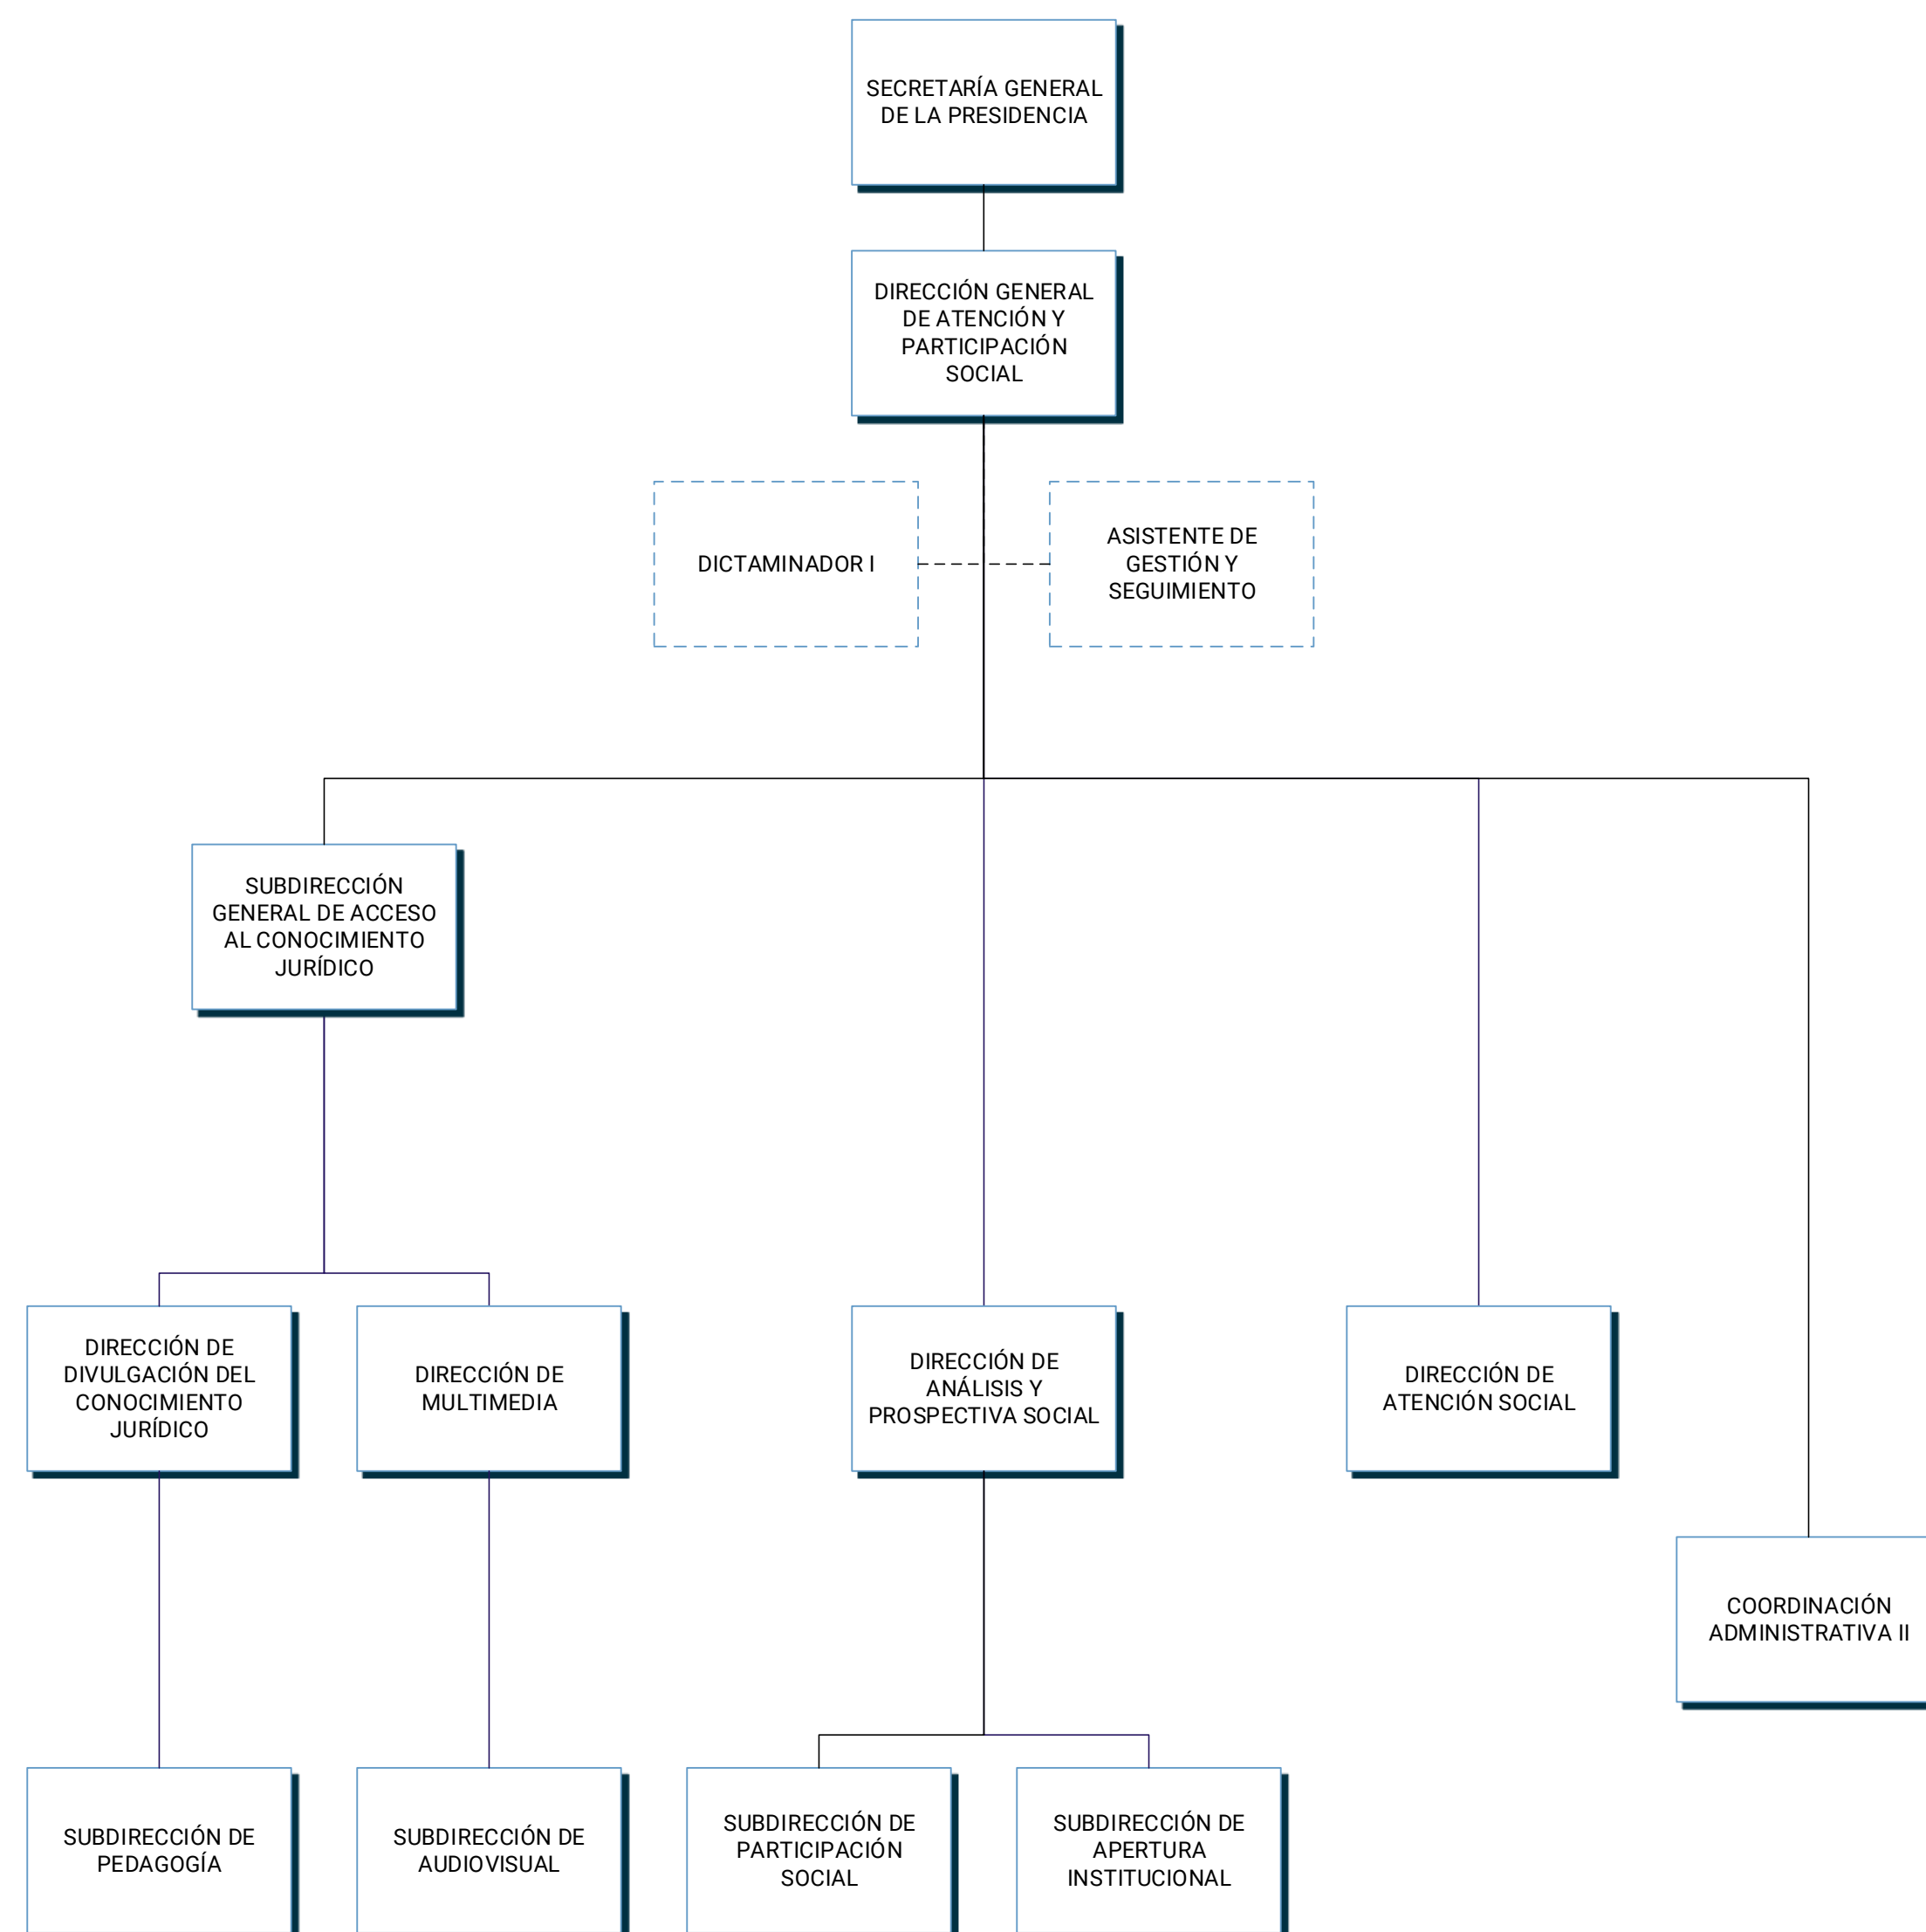 SECRETARÍA GENERAL
DE LA PRESIDENCIA
DIRECCIÓN GENERAL
DE ATENCIÓN Y
PARTICIPACIÓN
SOCIAL
DICTAMINADOR I
ASISTENTE DE
GESTIÓN Y
SEGUIMIENTO
SUBDIRECCIÓN
GENERAL DE ACCESO
AL CONOCIMIENTO
JURÍDICO
DIRECCIÓN DE
DIVULGACIÓN DEL
CONOCIMIENTO
JURÍDICO
DIRECCIÓN DE
MULTIMEDIA
DIRECCIÓN DE
ANÁLISIS Y
PROSPECTIVA SOCIAL
DIRECCIÓN DE
ATENCIÓN SOCIAL
COORDINACIÓN
ADMINISTRATIVA II
SUBDIRECCIÓN DE
PEDAGOGÍA
SUBDIRECCIÓN DE
AUDIOVISUAL
SUBDIRECCIÓN DE
PARTICIPACIÓN
SOCIAL
SUBDIRECCIÓN DE
APERTURA
INSTITUCIONAL